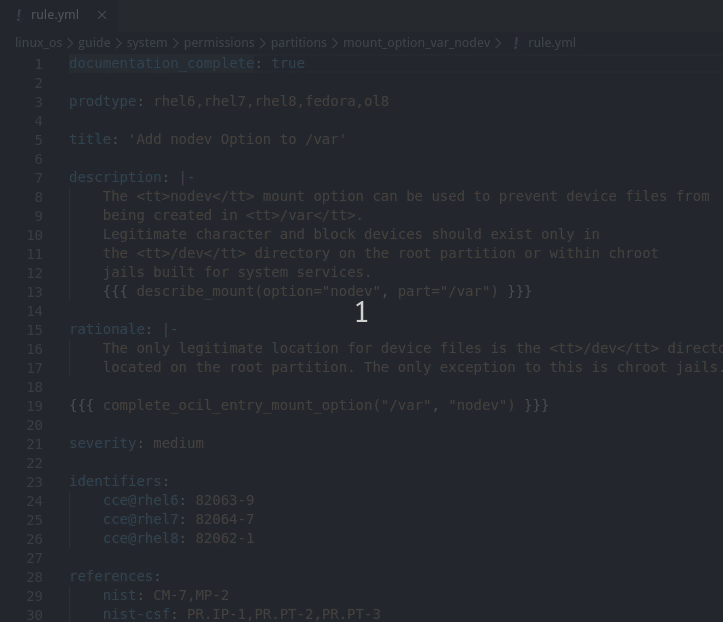 ! rule.yml ×
linux_os > guide > system > permissions > partitions > mount_option_var_nodev > ! rule.yml
1 documentation_complete: true
2
3 prodtype: rhel6,rhel7,rhel8,fedora,ol8
4
5 title: 'Add nodev Option to /var'
6
7 description: |-
8 The <tt>nodev</tt> mount option can be used to prevent device files from
9 being created in <tt>/var</tt>.
10 Legitimate character and block devices should exist only in
11 the <tt>/dev</tt> directory on the root partition or within chroot
12 jails built for system services.
13 {{{ describe_mount(option="nodev", part="/var") }}}
14
1
15 rationale: |-
16 The only legitimate location for device files is the <tt>/dev</tt> directo
17 located on the root partition. The only exception to this is chroot jails.
18
19 {{{ complete_ocil_entry_mount_option("/var", "nodev") }}}
20
21 severity: medium
22
23 identifiers:
24 cce@rhel6: 82063-9
25 cce@rhel7: 82064-7
26 cce@rhel8: 82062-1
27
28 references:
29 nist: CM-7,MP-2
30 nist-csf: PR.IP-1,PR.PT-2,PR.PT-3